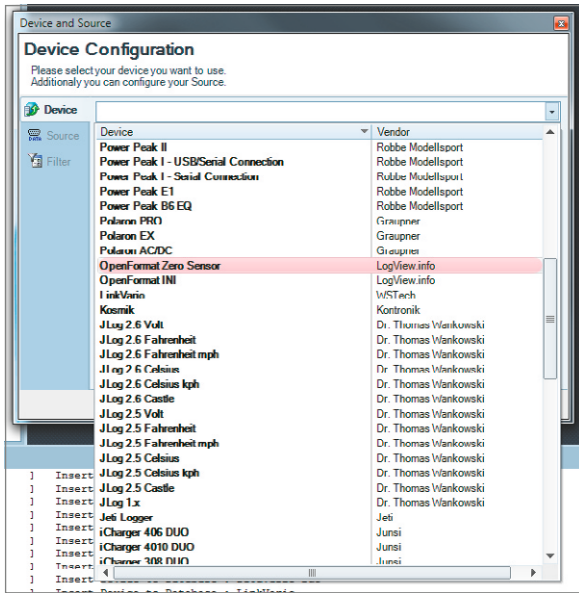 Device and Source
Device Configuration
Please select your device you want to use.
Additionaly you can configure your Source.
Device
Source
Filter
Device Vendor
Power Peak II Robbe Modellsport
Power Peak I - USB/Serial Connection Robbe Modellsport
Power Peak I - Serial Connection Robbe Modellsport
Power Peak E1 Robbe Modellsport
Power Peak B6 EQ Robbe Modellsport
Polaron PRO Graupner
Polaron EX Graupner
Polaron AC/DC Graupner
OpenFormat Zero Sensor LogView.info
OpenFormat INI LogView.info
LinkVario WSTech
Kosmik Kontronik
JLog 2.6 Volt Dr. Thomas Wankowski
JLog 2.6 Fahrenheit Dr. Thomas Wankowski
JLog 2.6 Fahrenheit mph Dr. Thomas Wankowski
JLog 2.6 Celsius Dr. Thomas Wankowski
JLog 2.6 Celsius kph Dr. Thomas Wankowski
JLog 2.6 Castle Dr. Thomas Wankowski
JLog 2.5 Volt Dr. Thomas Wankowski
JLog 2.5 Fahrenheit Dr. Thomas Wankowski
JLog 2.5 Fahrenheit mph Dr. Thomas Wankowski
JLog 2.5 Celsius Dr. Thomas Wankowski
JLog 2.5 Celsius kph Dr. Thomas Wankowski
JLog 2.5 Castle Dr. Thomas Wankowski
JLog 1.x Dr. Thomas Wankowski
Jeti Logger Jeti
iCharger 406 DUO Junsi
iCharger 4010 DUO Junsi
iCharger 308 DUO Junsi
] Insert
] Insert
] Insert
] Insert
] Insert
] Insert
] Insert
] Insert
] Insert
] Insert Device to Database : LinkVario